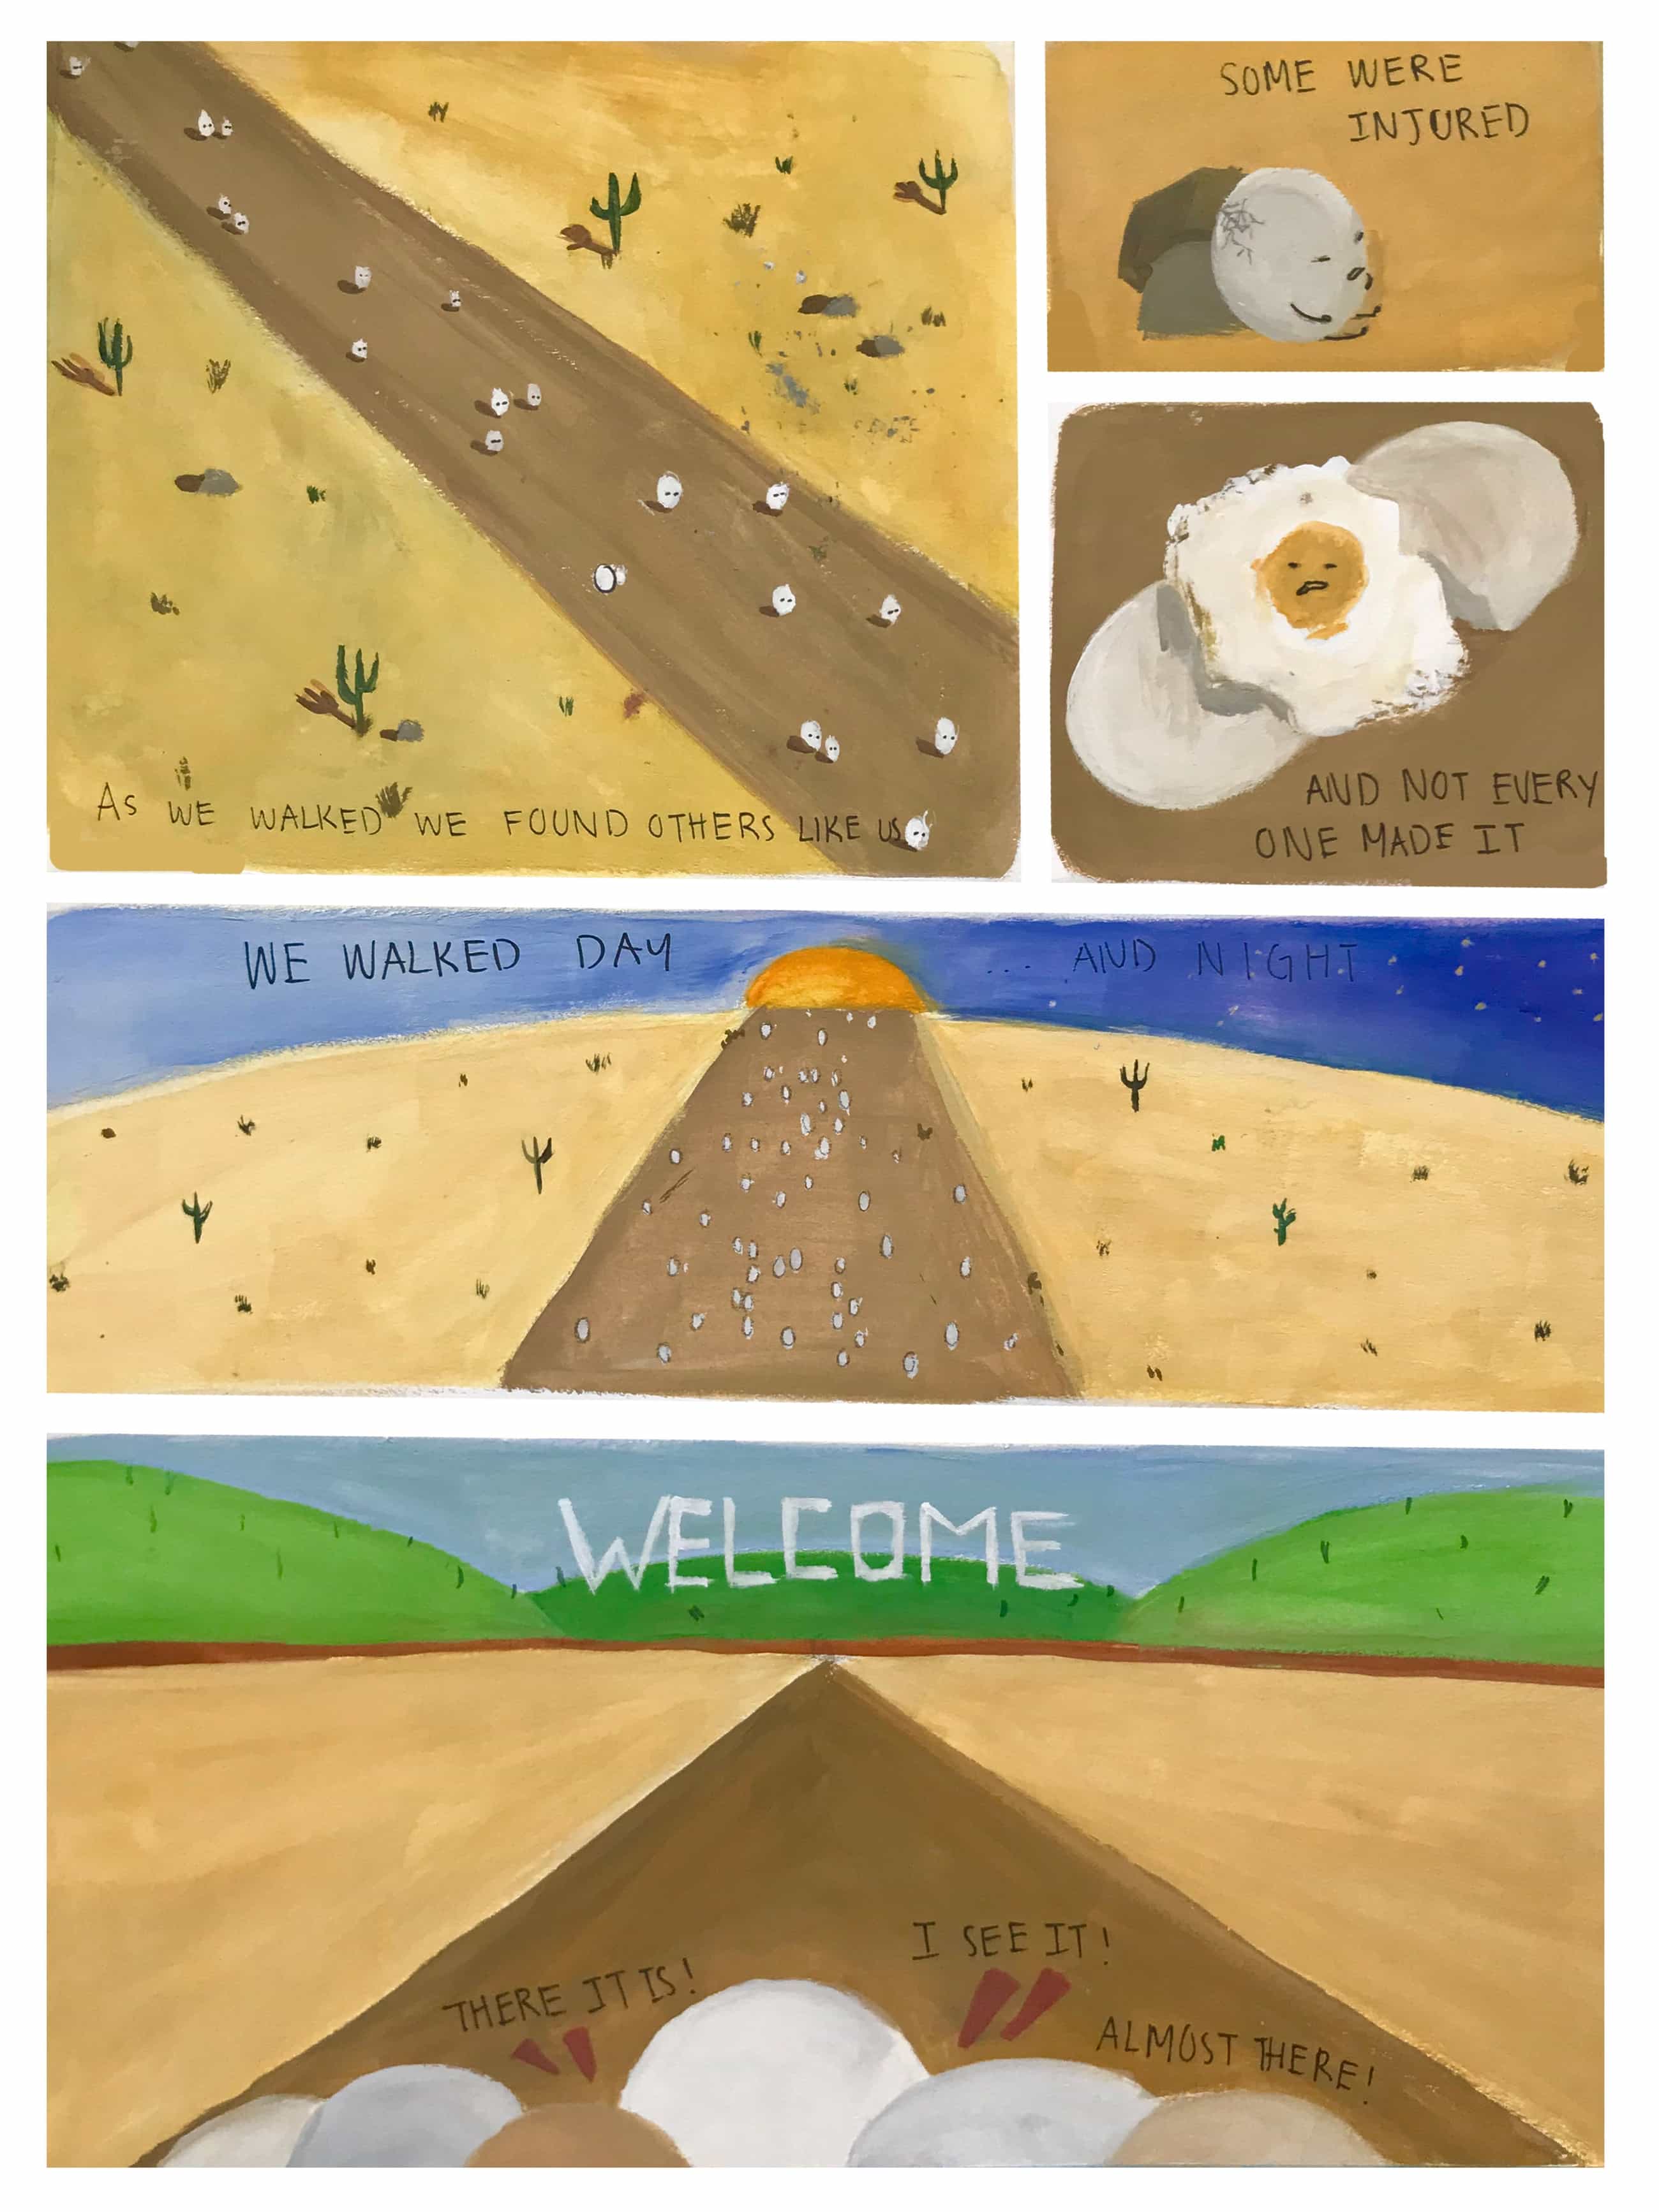 AS WE WALKED WE FOUND OTHERS LIKE US
SOME WERE
INJURED
AND NOT EVERY
ONE MADE IT
WE WALKED DAY ... AND NIGHT
WELCOME
I SEE IT!
THERE IT IS!
ALMOST THERE!